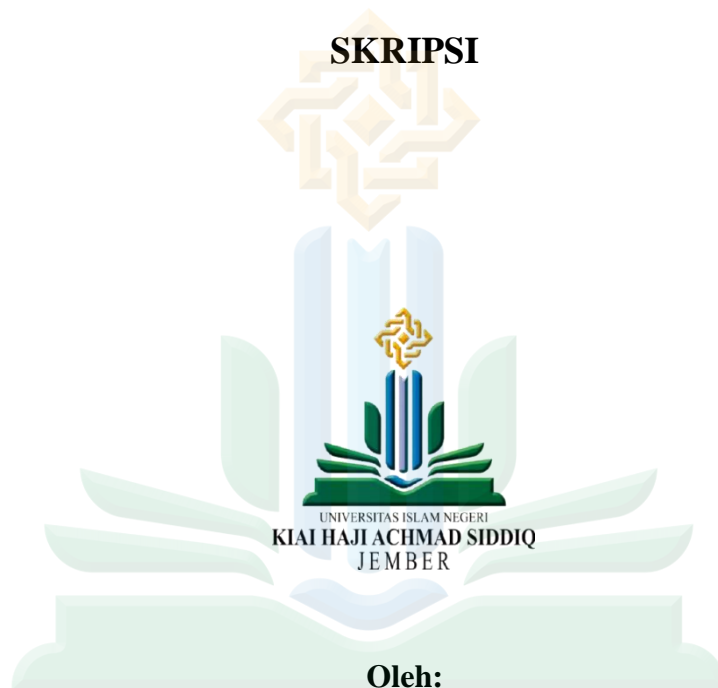 SKRIPSI
UNIVERSITAS ISLAM NEGERI
KIAI HAJI ACHMAD SIDDIQ
JEMBER
Oleh: